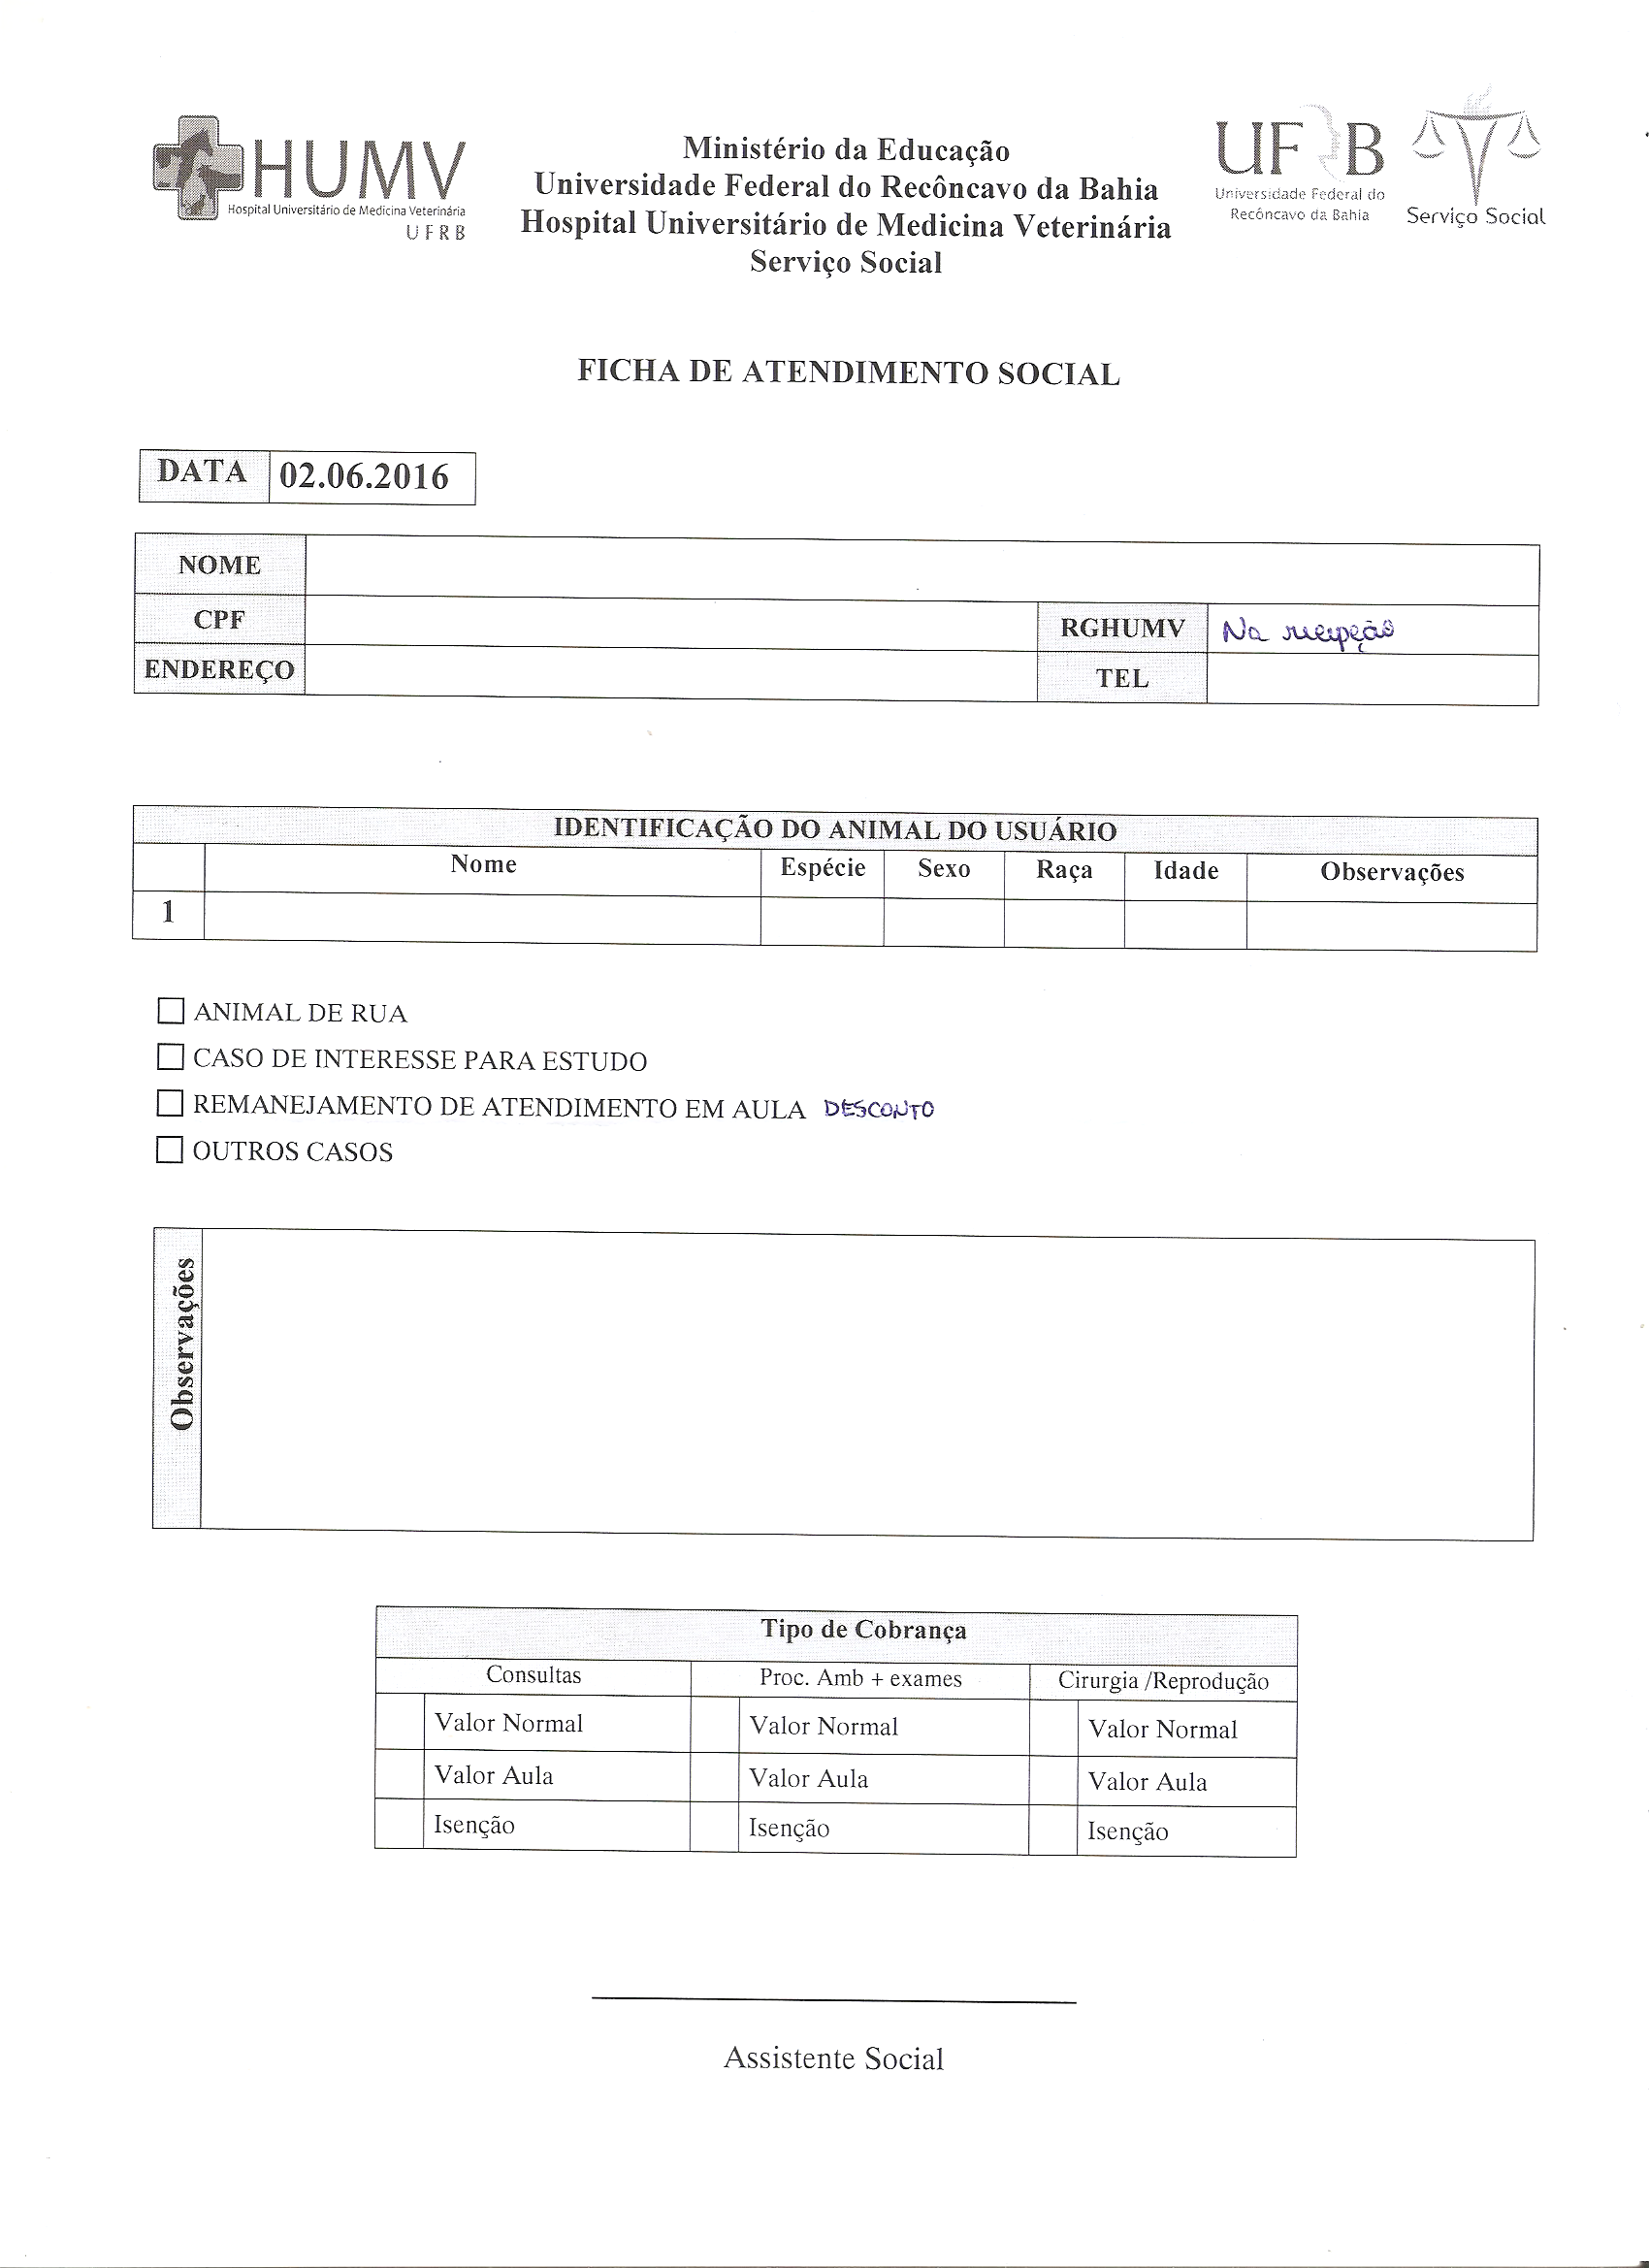 HUMV
Hospital Universitário de Medicina Veterinária
UFRB
Ministério da Educação
Universidade Federal do Recôncavo da Bahia
Hospital Universitário de Medicina Veterinária
Serviço Social
UFRB
Universidade Federal do
Recôncavo da Bahia
Serviço Social
FICHA DE ATENDIMENTO SOCIAL
DATA 02.06.2016
NOME
CPF RGHUMV Na recepção
ENDEREÇO TEL
IDENTIFICAÇÃO DO ANIMAL DO USUÁRIO
Nome Espécie Sexo Raça Idade Observações
1
ANIMAL DE RUA
CASO DE INTERESSE PARA ESTUDO
REMANEJAMENTO DE ATENDIMENTO EM AULA DESCONTO
OUTROS CASOS
Observações
Tipo de Cobrança
Consultas Proc. Amb + exames Cirurgia /Reprodução
Valor Normal Valor Normal Valor Normal
Valor Aula Valor Aula Valor Aula
Isenção Isenção Isenção
Assistente Social